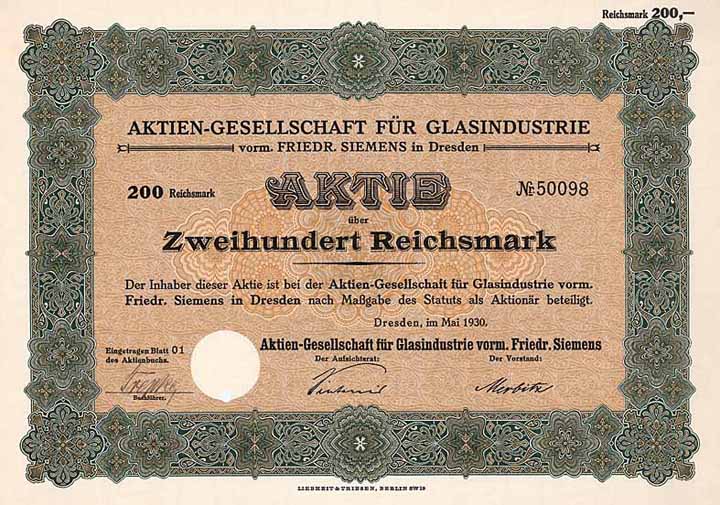 Reichsmark 200,—
AKTIEN-GESELLSCHAFT FÜR GLASINDUSTRIE
vorm. FRIEDR. SIEMENS in Dresden
200 Reichsmark AKTIE № 50098
über
Zweihundert Reichsmark
Der Inhaber dieser Aktie ist bei der Aktien-Gesellschaft für Glasindustrie vorm.
Friedr. Siemens in Dresden nach Maßgabe des Statuts als Aktionär beteiligt.
Dresden, im Mai 1930.
Aktien-Gesellschaft für Glasindustrie vorm. Friedr. Siemens
Eingetragen Blatt 01
des Aktienbuchs.
Der Aufsichtsrat: Der Vorstand:
Merbitz
Buchführer.
LIEBHEIT & THIESEN, BERLIN SW19